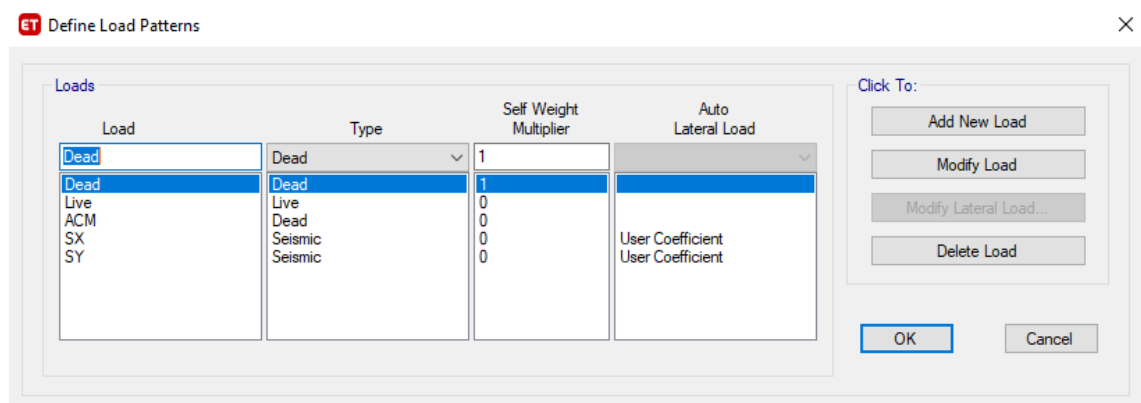 ET Define Load Patterns
Loads
Click To:
Load Type Self Weight Multiplier Auto Lateral Load
Dead Dead 1
Dead Dead 1
Live Live 0
ACM Dead 0
SX Seismic 0 User Coefficient
SY Seismic 0 User Coefficient
Add New Load
Modify Load
Modify Lateral Load...
Delete Load
OK Cancel